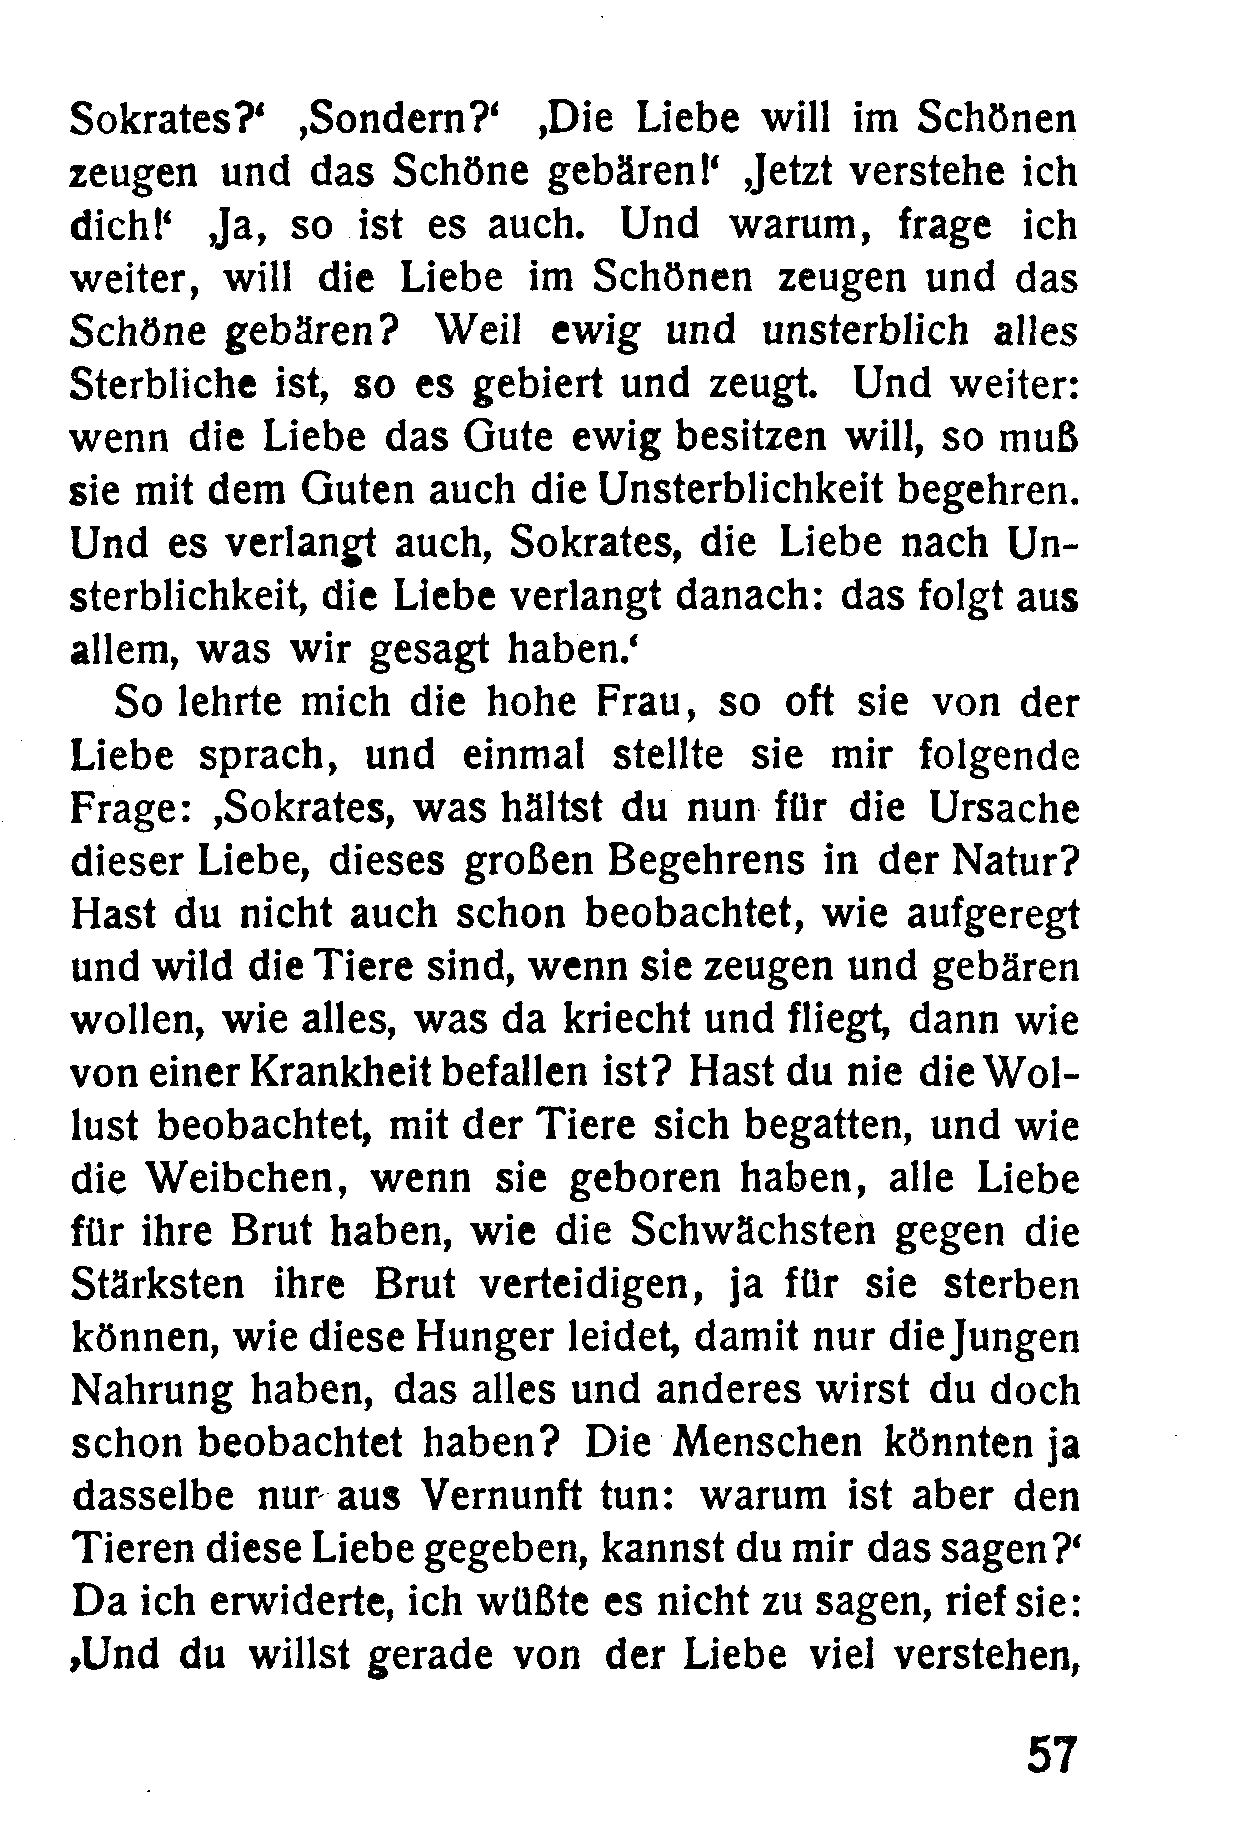 Sokrates?‘ ‚Sondern?‘ ‚Die Liebe will im Schönen
zeugen und das Schöne gebären!‘ ‚Jetzt verstehe ich
dich!‘ ‚Ja, so ist es auch. Und warum, frage ich
weiter, will die Liebe im Schönen zeugen und das
Schöne gebären? Weil ewig und unsterblich alles
Sterbliche ist, so es gebiert und zeugt. Und weiter:
wenn die Liebe das Gute ewig besitzen will, so muß
sie mit dem Guten auch die Unsterblichkeit begehren.
Und es verlangt auch, Sokrates, die Liebe nach Un-
sterblichkeit, die Liebe verlangt danach: das folgt aus
allem, was wir gesagt haben.‘
So lehrte mich die hohe Frau, so oft sie von der
Liebe sprach, und einmal stellte sie mir folgende
Frage: ‚Sokrates, was hältst du nun für die Ursache
dieser Liebe, dieses großen Begehrens in der Natur?
Hast du nicht auch schon beobachtet, wie aufgeregt
und wild die Tiere sind, wenn sie zeugen und gebären
wollen, wie alles, was da kriecht und fliegt, dann wie
von einer Krankheit befallen ist? Hast du nie die Wol-
lust beobachtet, mit der Tiere sich begatten, und wie
die Weibchen, wenn sie geboren haben, alle Liebe
für ihre Brut haben, wie die Schwächsten gegen die
Stärksten ihre Brut verteidigen, ja für sie sterben
können, wie diese Hunger leidet, damit nur die Jungen
Nahrung haben, das alles und anderes wirst du doch
schon beobachtet haben? Die Menschen könnten ja
dasselbe nur aus Vernunft tun: warum ist aber den
Tieren diese Liebe gegeben, kannst du mir das sagen?‘
Da ich erwiderte, ich wüßte es nicht zu sagen, rief sie:
‚Und du willst gerade von der Liebe viel verstehen,
57